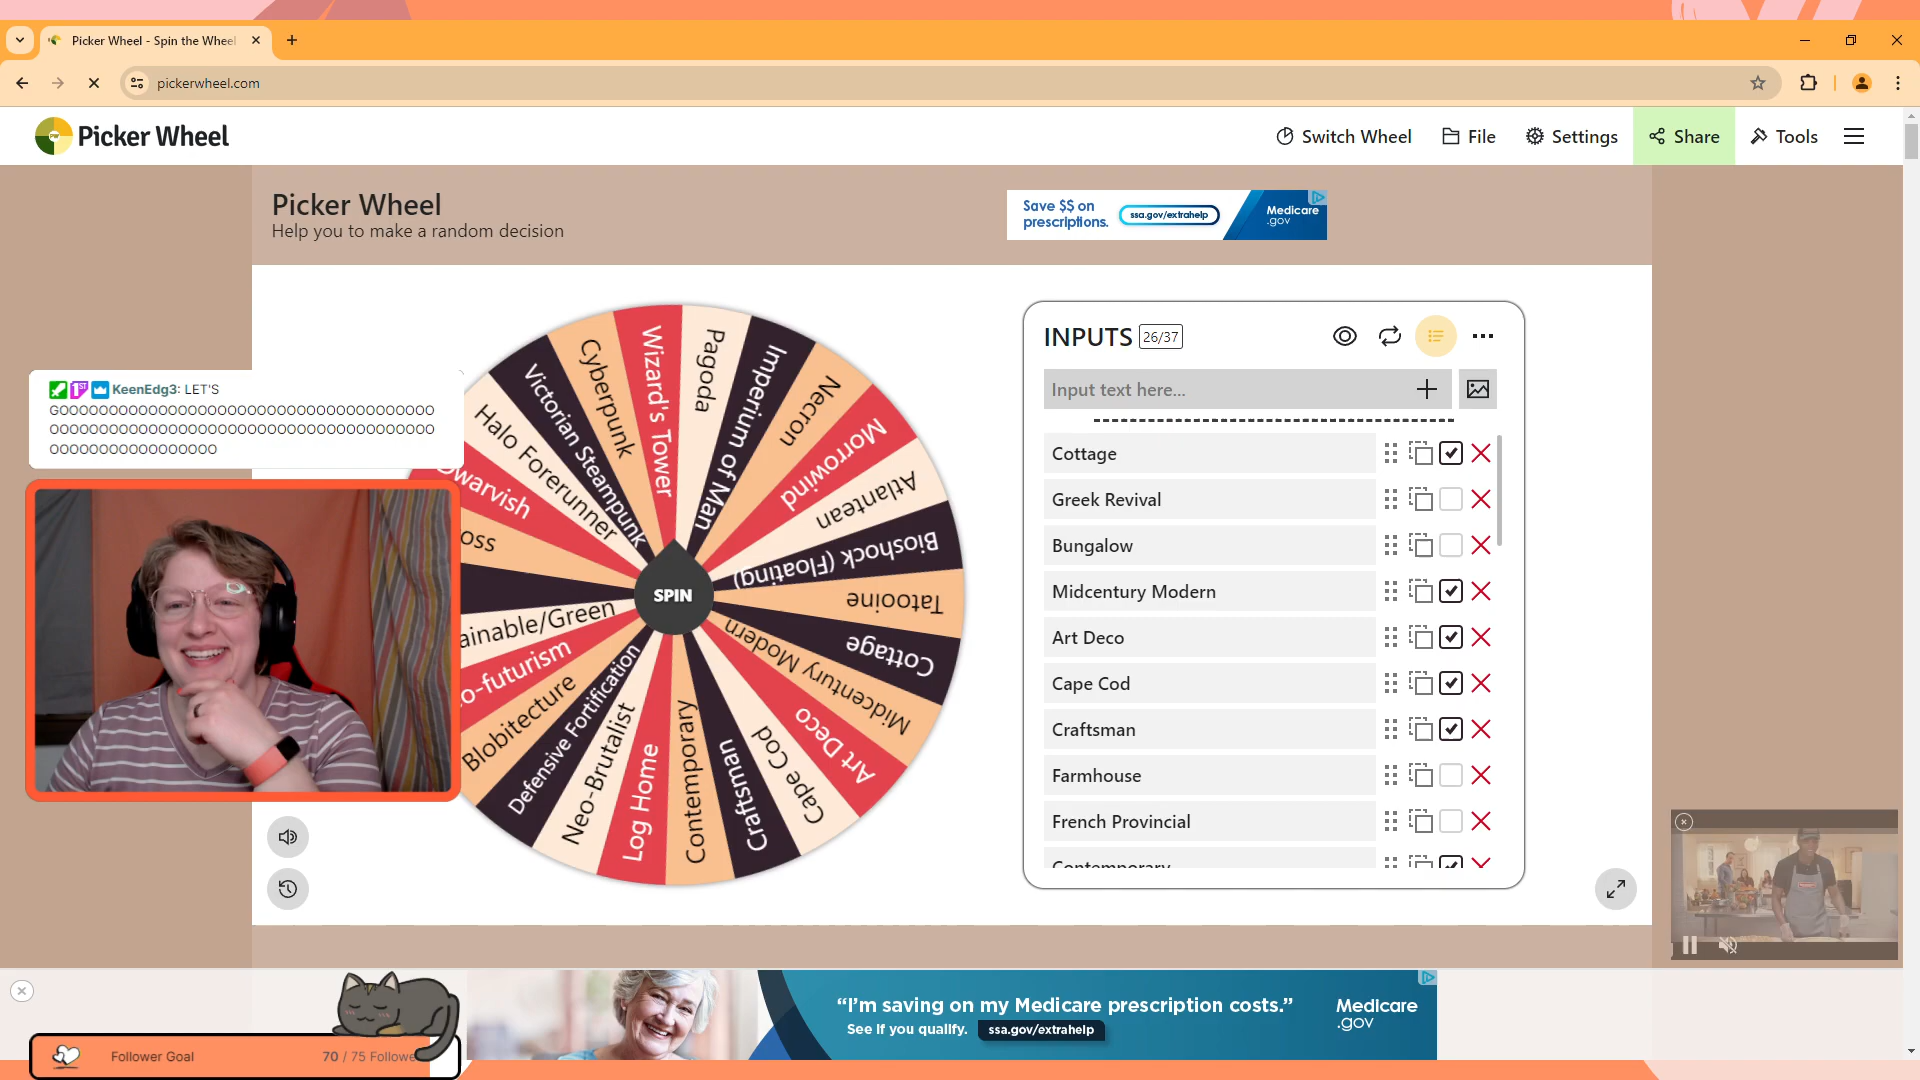 Picker Wheel - Spin the Wheel
pickerwheel.com
Picker Wheel
Switch Wheel
File
Settings
Share
Tools
Picker Wheel
Help you to make a random decision
Save $$ on
prescriptions.
ssa.gov/extrahelp
Medicare
.gov
KeenEdg3: LET'S
GOOOOOOOOOOOOOOOOOOOOOOOOOOOOOOOOOOOOOO
OOOOOOOOOOOOOOOOOOOOOOOOOOOOOOOOOOOOOOO
OOOOOOOOOOOOOOOOO
Wizard's Tower
Pagoda
Imperium of Man
Necron
Morrowind
Atlantean
Bioshock (Floating)
Tatooine
Cottage
Midcentury Modern
Art Deco
Cape Cod
Craftsman
Contemporary
Log Home
Neo-Brutalist
Defensive Fortification
Blobitecture
o-futurism
ainable/Green
oss
Dwarvish
Halo Forerunner
Victorian Steampunk
Cyberpunk
SPIN
INPUTS 26/37
Input text here...
Cottage
Greek Revival
Bungalow
Midcentury Modern
Art Deco
Cape Cod
Craftsman
Farmhouse
French Provincial
Contemporary
"I'm saving on my Medicare prescription costs."
See if you qualify. ssa.gov/extrahelp
Medicare
.gov
Follower Goal
70 / 75 Followe